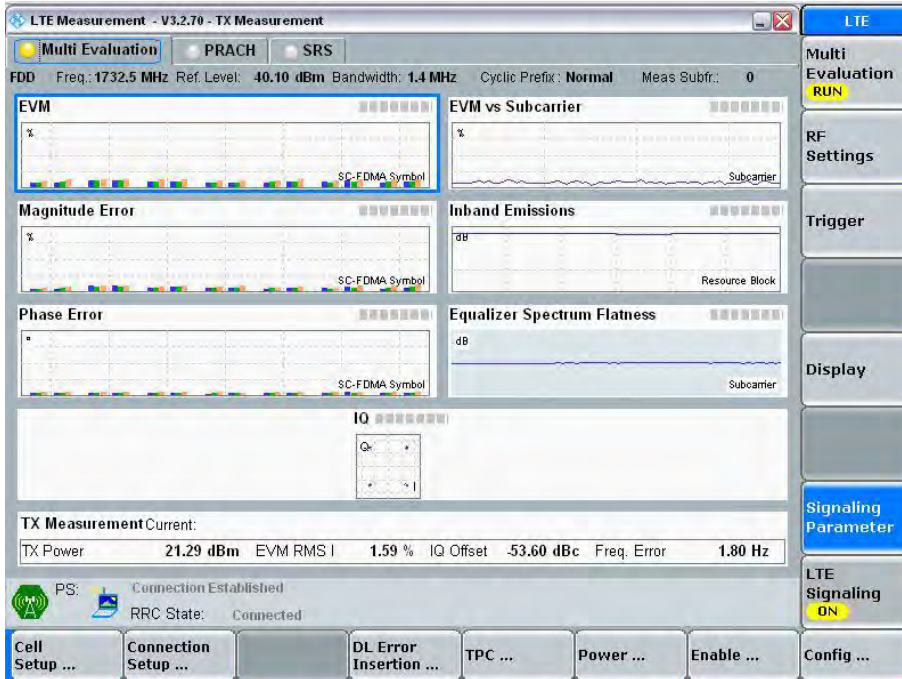 LTE Measurement - V3.2.70 - TX Measurement
LTE
Multi Evaluation PRACH SRS
FDD Freq.: 1732.5 MHz Ref. Level: 40.10 dBm Bandwidth: 1.4 MHz Cyclic Prefix: Normal Meas Subfr.: 0
EVM
%
SC-FDMA Symbol
EVM vs Subcarrier
%
Subcarrier
Magnitude Error
%
SC-FDMA Symbol
Inband Emissions
dB
Resource Block
Phase Error
°
SC-FDMA Symbol
Equalizer Spectrum Flatness
dB
Subcarrier
IQ
Q
I
TX Measurement Current:
TX Power 21.29 dBm EVM RMS l 1.59 % IQ Offset -53.60 dBc Freq. Error 1.80 Hz
PS: Connection Established
RRC State: Connected
Multi
Evaluation
RUN
RF
Settings
Trigger
Display
Signaling
Parameter
LTE
Signaling
ON
Cell
Setup ...
Connection
Setup ...
DL Error
Insertion ...
TPC ...
Power ...
Enable ...
Config ...